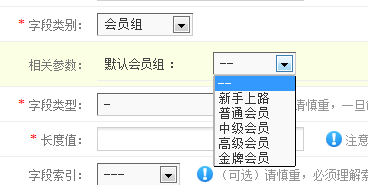 * 字段类别： 会员组
相关参数： 默认会员组 ： --
--
新手上路
普通会员
中级会员
高级会员
金牌会员
* 字段类型： - 请慎重，一旦
* 长度值： 注意
字段索引： --- （可选）请慎重，必须理解索